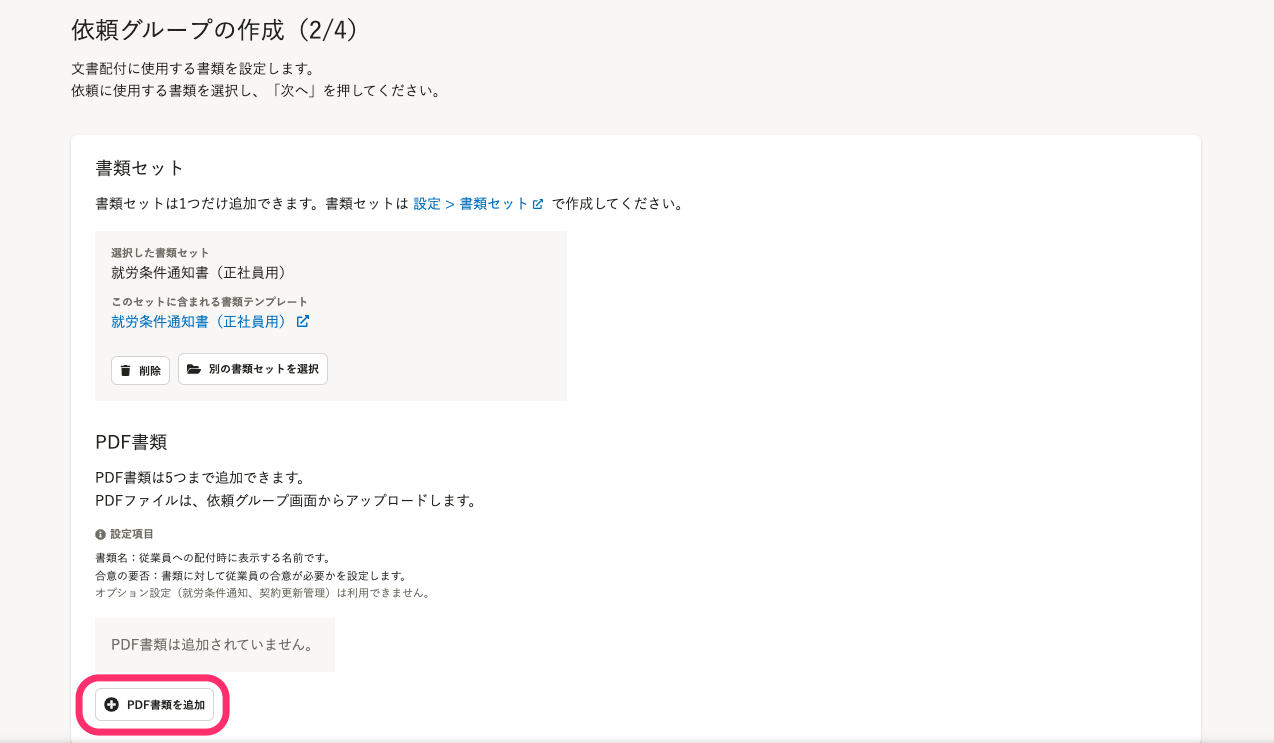 依頼グループの作成（2/4）
文書配付に使用する書類を設定します。
依頼に使用する書類を選択し、「次へ」を押してください。
書類セット
書類セットは1つだけ追加できます。書類セットは 設定 > 書類セット で作成してください。
選択した書類セット
就労条件通知書（正社員用）
このセットに含まれる書類テンプレート
就労条件通知書（正社員用）
削除 別の書類セットを選択
PDF書類
PDF書類は5つまで追加できます。
PDFファイルは、依頼グループ画面からアップロードします。
設定項目
書類名：従業員への配付時に表示する名前です。
合意の要否：書類に対して従業員の合意が必要かを設定します。
オプション設定（就労条件通知、契約更新管理）は利用できません。
PDF書類は追加されていません。
PDF書類を追加